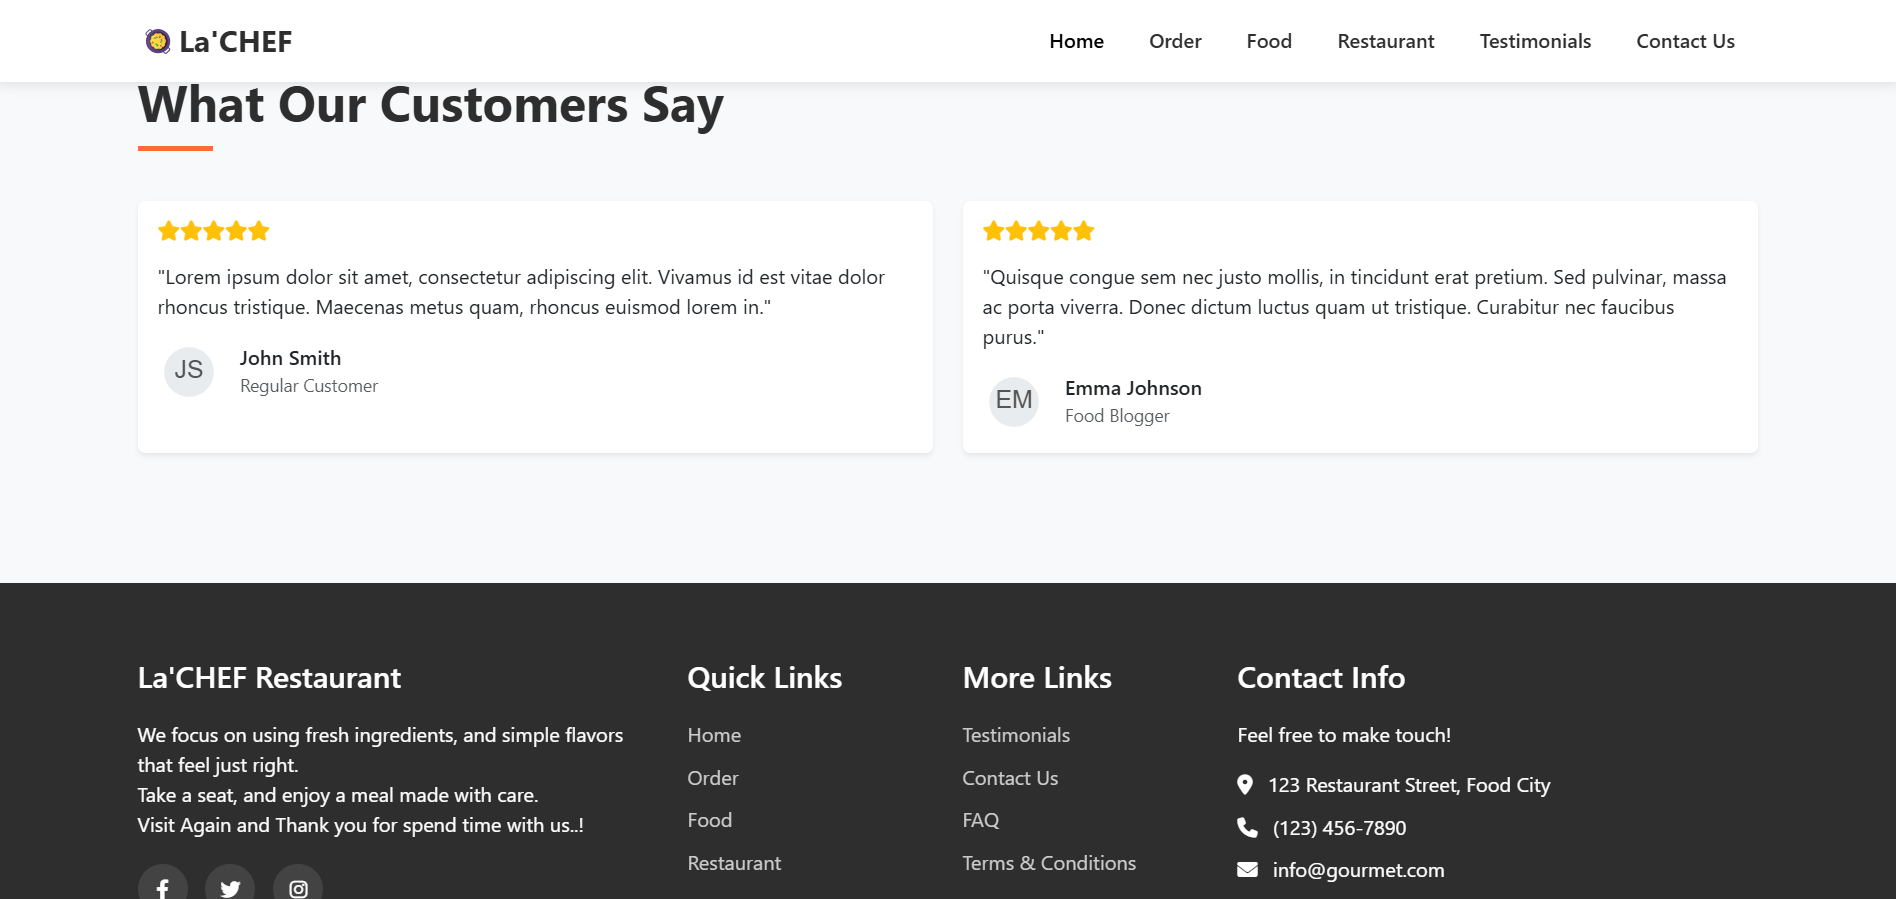 La'CHEF
Home
Order
Food
Restaurant
Testimonials
Contact Us
What Our Customers Say
"Lorem ipsum dolor sit amet, consectetur adipiscing elit. Vivamus id est vitae dolor
rhoncus tristique. Maecenas metus quam, rhoncus euismod lorem in."
JS
John Smith
Regular Customer
"Quisque congue sem nec justo mollis, in tincidunt erat pretium. Sed pulvinar, massa
ac porta viverra. Donec dictum luctus quam ut tristique. Curabitur nec faucibus
purus."
EM
Emma Johnson
Food Blogger
La'CHEF Restaurant
We focus on using fresh ingredients, and simple flavors
that feel just right.
Take a seat, and enjoy a meal made with care.
Visit Again and Thank you for spend time with us..!
Quick Links
Home
Order
Food
Restaurant
More Links
Testimonials
Contact Us
FAQ
Terms & Conditions
Contact Info
Feel free to make touch!
123 Restaurant Street, Food City
(123) 456-7890
info@gourmet.com